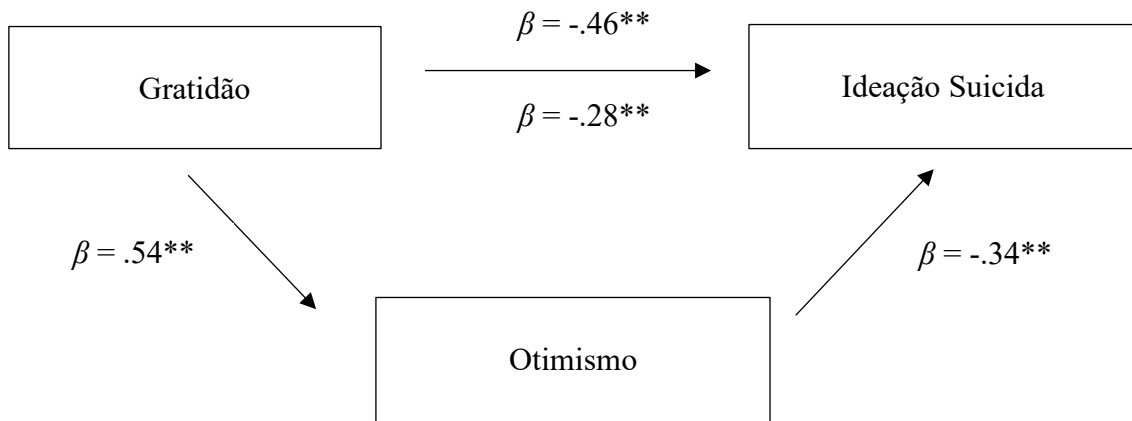 β = -.46**
Gratidão
Ideação Suicida
β = -.28**
β = .54**
β = -.34**
Otimismo